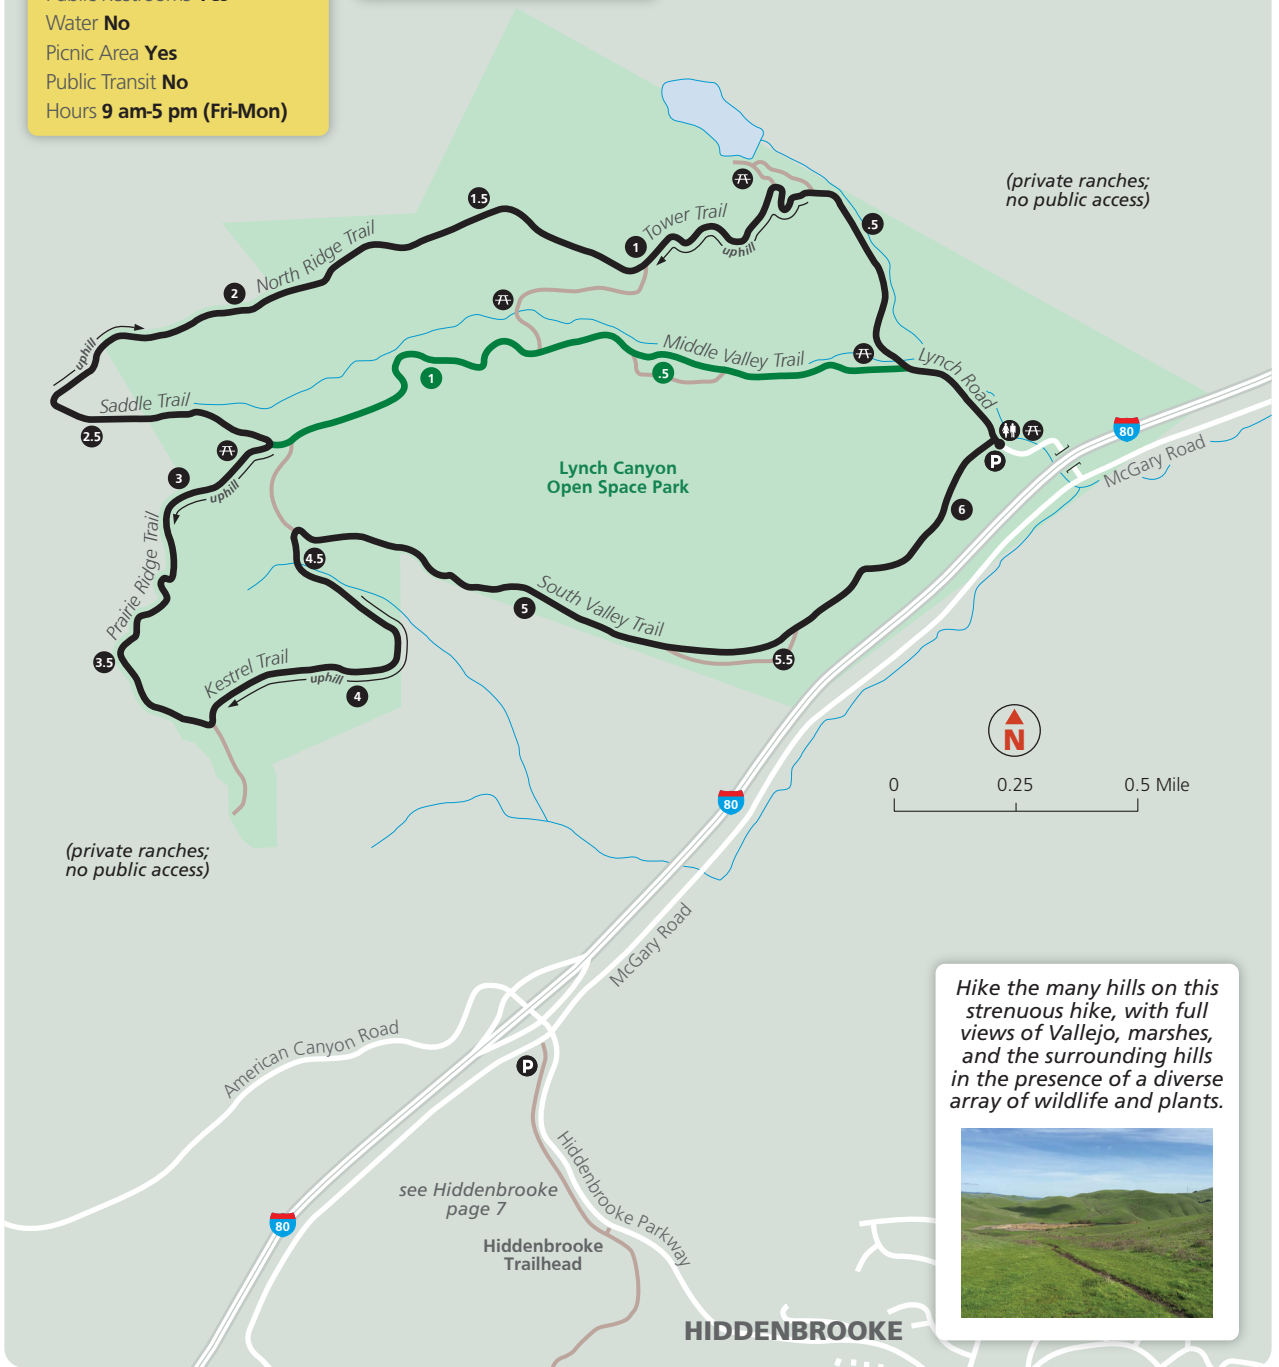 Water No
Picnic Area Yes
Public Transit No
Hours 9 am-5 pm (Fri-Mon)
(private ranches;
no public access)
1.5
Tower Trail
.5
1
uphill
North Ridge Trail
2
uphill
Middle Valley Trail
Lynch Road
.5
1
Saddle Trail
2.5
80
McGary Road
P
Lynch Canyon
Open Space Park
3
uphill
6
Prairie Ridge Trail
4.5
South Valley Trail
5
3.5
Kestrel Trail
uphill
4
5.5
N
0
0.25
0.5 Mile
80
(private ranches;
no public access)
McGary Road
American Canyon Road
P
Hiddenbrooke Parkway
see Hiddenbrooke
page 7
80
Hiddenbrooke
Trailhead
HIDDENBROOKE
Hike the many hills on this
strenuous hike, with full
views of Vallejo, marshes,
and the surrounding hills
in the presence of a diverse
array of wildlife and plants.